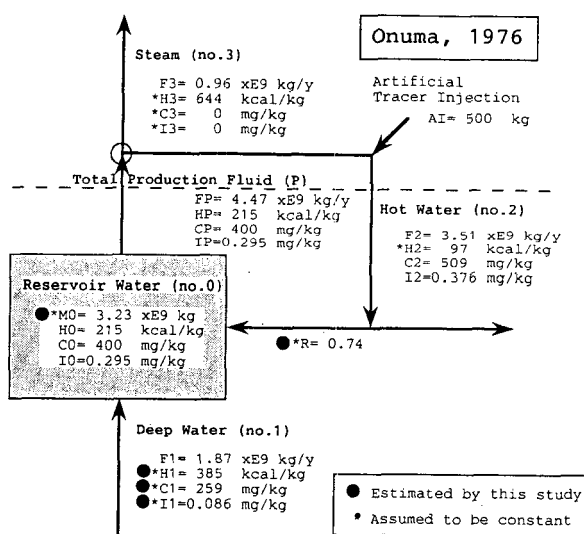 Onuma, 1976
Steam (no.3)
F3= 0.96 xE9 kg/y
*H3= 644 kcal/kg
*C3= 0 mg/kg
*I3= 0 mg/kg
Artificial
Tracer Injection
AI= 500 kg
Total Production Fluid (P)
FP= 4.47 xE9 kg/y
HP= 215 kcal/kg
CP= 400 mg/kg
IP=0.295 mg/kg
Hot Water (no.2)
F2= 3.51 xE9 kg/y
*H2= 97 kcal/kg
C2= 509 mg/kg
I2=0.376 mg/kg
Reservoir Water (no.0)
●*M0= 3.23 xE9 kg
H0= 215 kcal/kg
C0= 400 mg/kg
I0=0.295 mg/kg
●*R= 0.74
Deep Water (no.1)
F1= 1.87 xE9 kg/y
●*H1= 385 kcal/kg
●*C1= 259 mg/kg
●*I1=0.086 mg/kg
● Estimated by this study
* Assumed to be constant